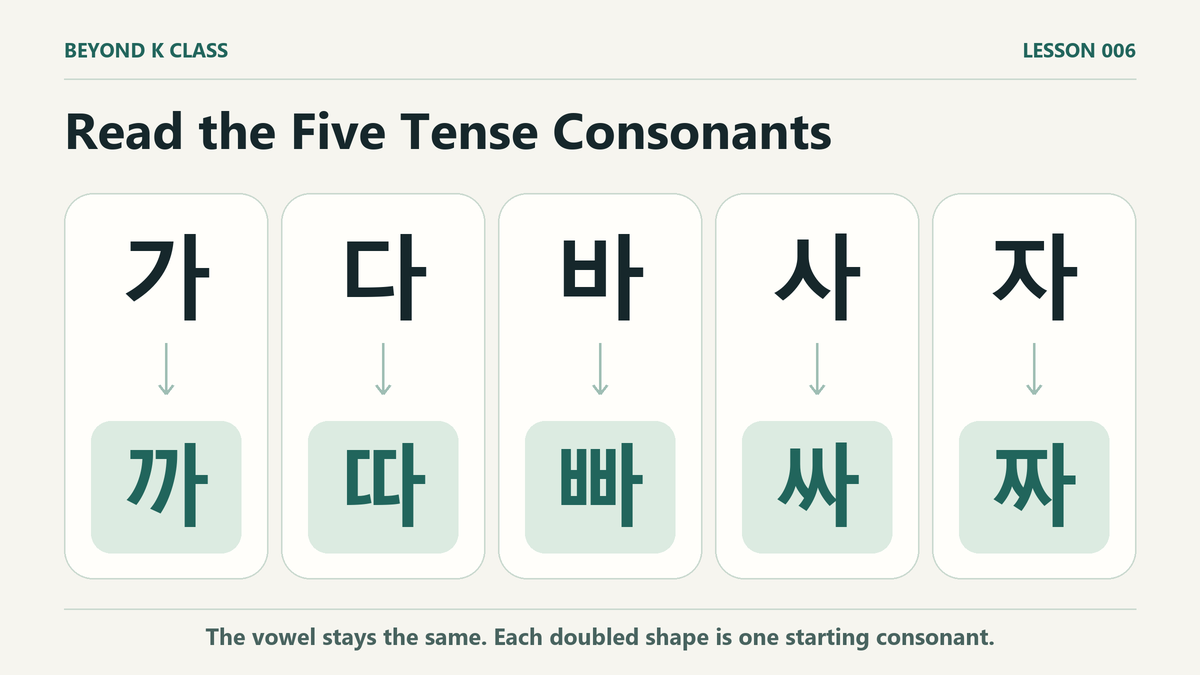 BEYOND K CLASS
LESSON 006
Read the Five Tense Consonants
가 다 바 사 자
↓ ↓ ↓ ↓ ↓
까 따 빠 싸 짜
The vowel stays the same. Each doubled shape is one starting consonant.